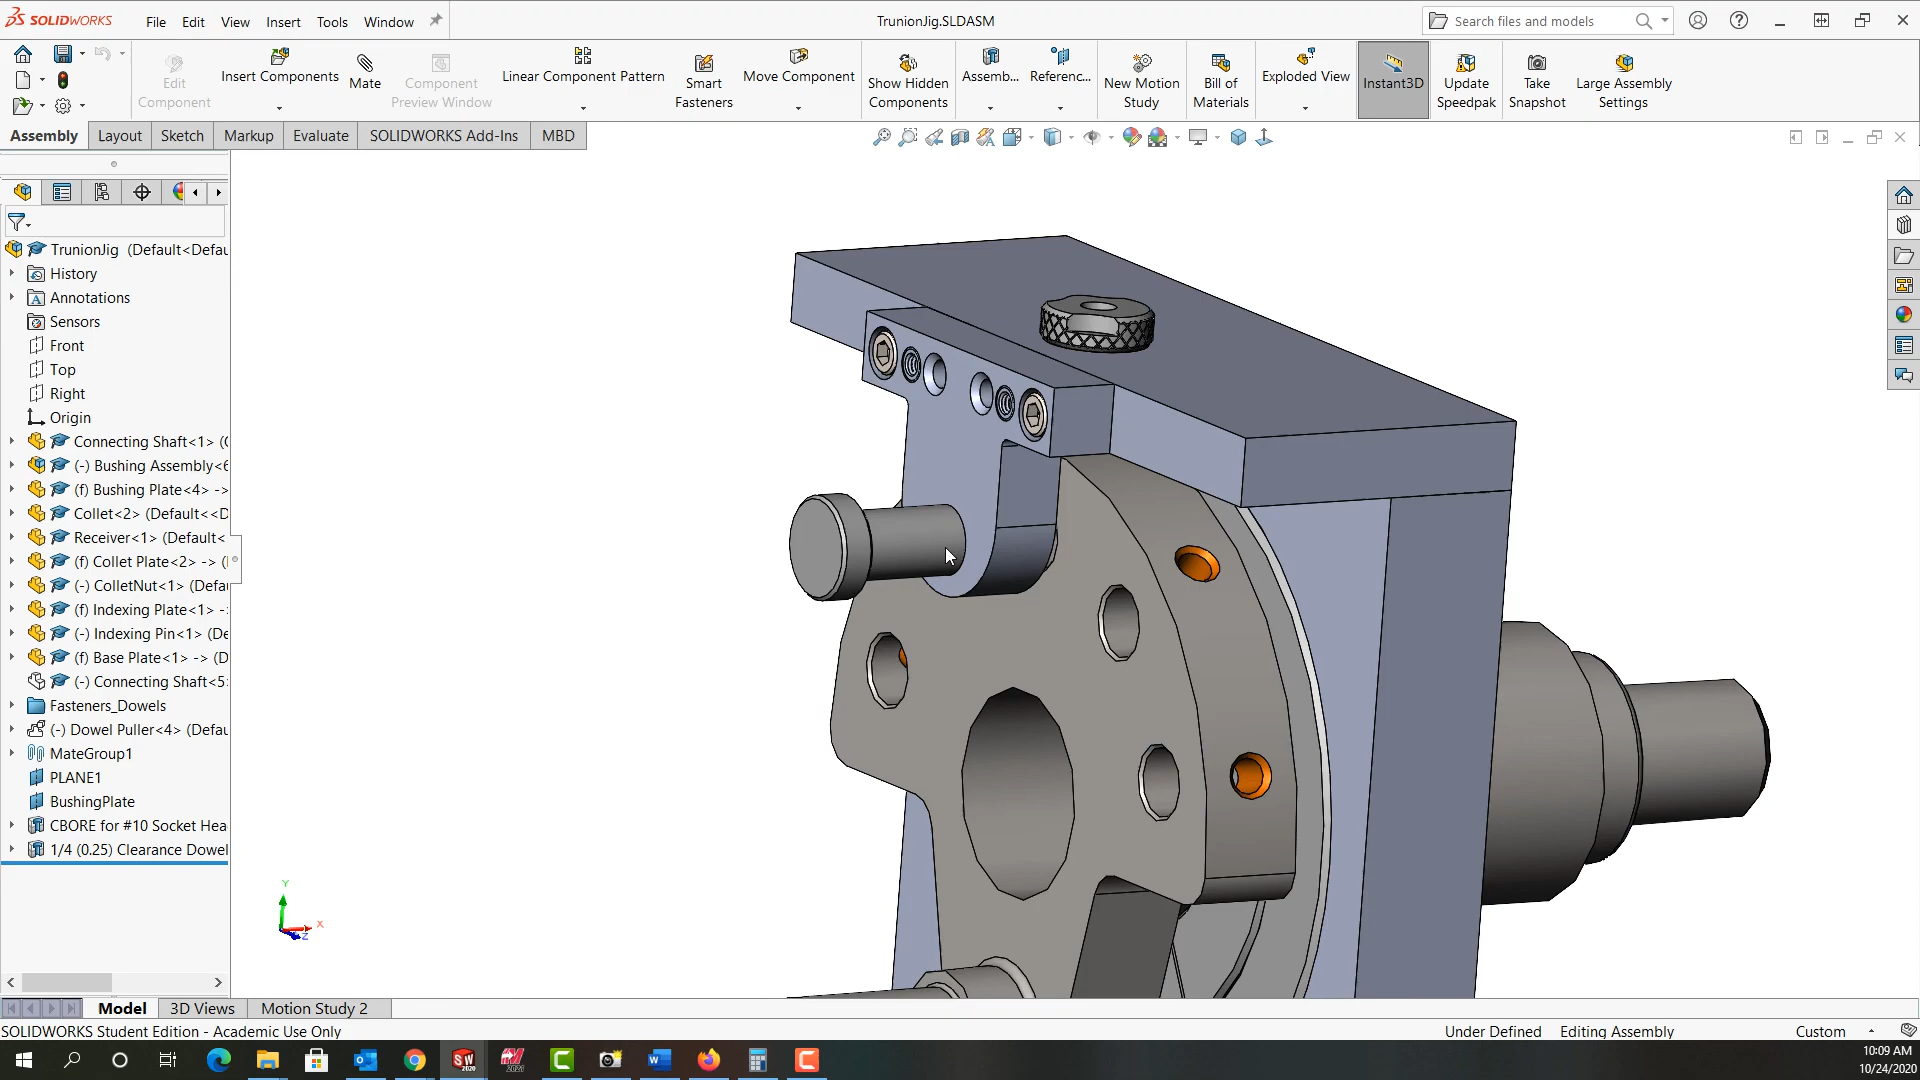 SOLIDWORKS
File
Edit
View
Insert
Tools
Window
TrunionJig.SLDASM
Search files and models
Edit
Component
Insert Components
Mate
Component
Preview Window
Linear Component Pattern
Smart
Fasteners
Move Component
Show Hidden
Components
Assemb...
Referenc...
New Motion
Study
Bill of
Materials
Exploded View
Instant3D
Update
Speedpak
Take
Snapshot
Large Assembly
Settings
Assembly
Layout
Sketch
Markup
Evaluate
SOLIDWORKS Add-Ins
MBD
TrunionJig (Default<Defau
History
Annotations
Sensors
Front
Top
Right
Origin
Connecting Shaft<1> (
(-) Bushing Assembly<6
(f) Bushing Plate<4> ->
Collet<2> (Default<<D
Receiver<1> (Default<
(f) Collet Plate<2> -> (
(-) ColletNut<1> (Defau
(f) Indexing Plate<1> -
(-) Indexing Pin<1> (De
(f) Base Plate<1> -> (D
(-) Connecting Shaft<5
Fasteners_Dowels
(-) Dowel Puller<4> (Defau
MateGroup1
PLANE1
BushingPlate
CBORE for #10 Socket Hea
1/4 (0.25) Clearance Dowel
Y
X
Z
Model
3D Views
Motion Study 2
SOLIDWORKS Student Edition - Academic Use Only
Under Defined
Editing Assembly
Custom
SW
2020
10:09 AM
10/24/2020